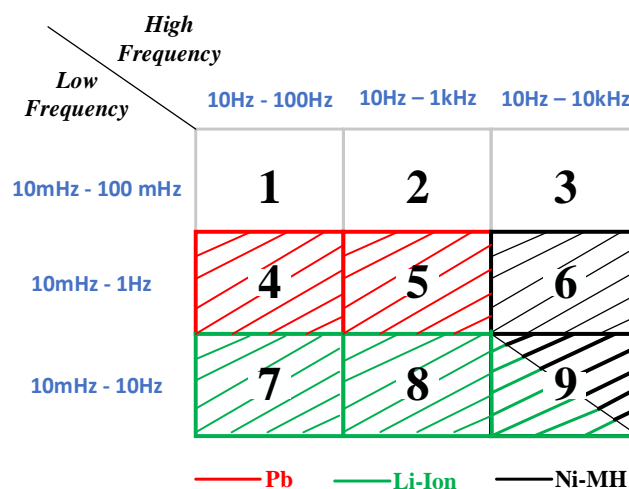 High
Frequency
Low
Frequency
10Hz - 100Hz
10Hz – 1kHz
10Hz – 10kHz
10mHz - 100 mHz
1
2
3
10mHz - 1Hz
4
5
6
10mHz - 10Hz
7
8
9
Pb
Li-Ion
Ni-MH